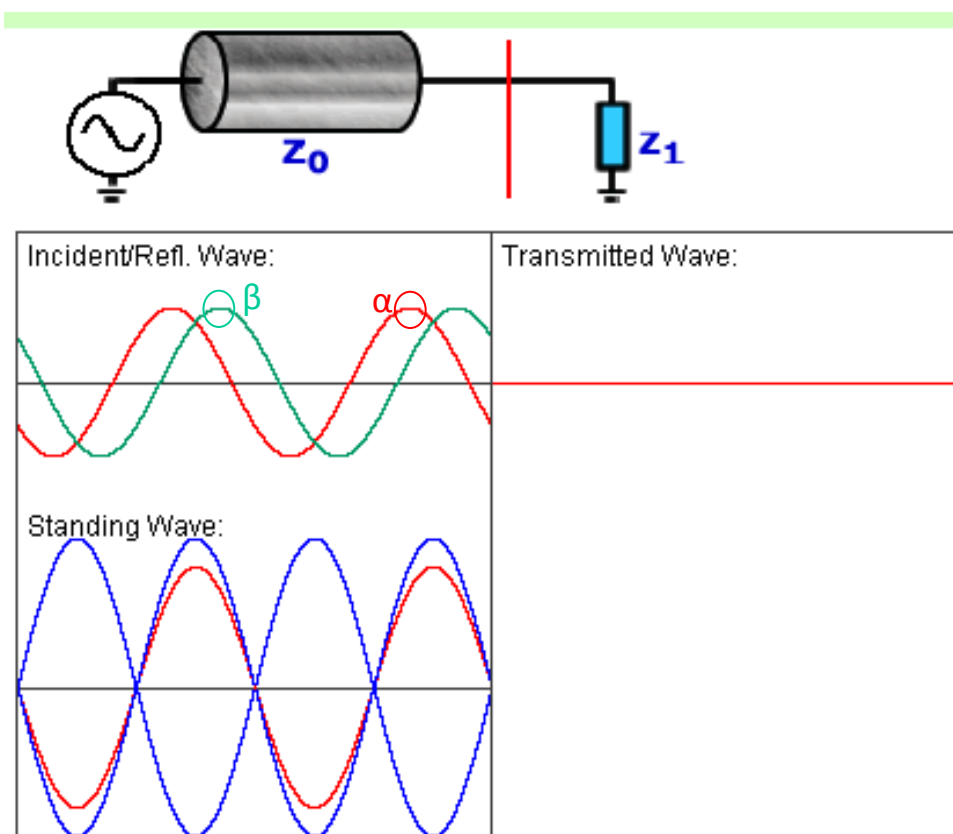 Z₀
Z₁
Incident/Refl. Wave:
Transmitted Wave:
β
α
Standing Wave: